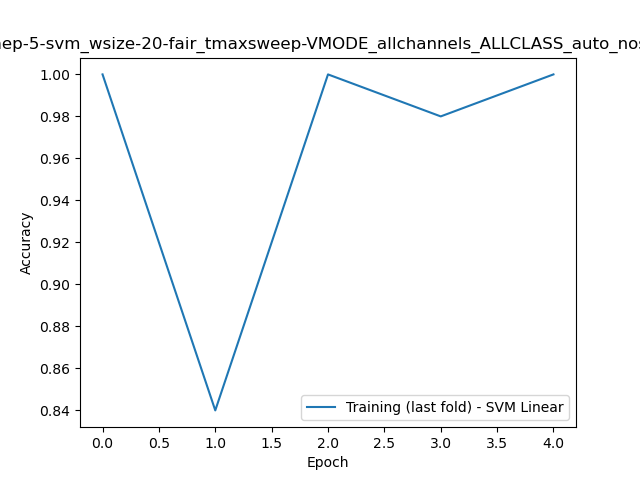 ep-5-svm_wsize-20-fair_tmaxsweep-VMODE_allchannels_ALLCLASS_auto_no
1.00
0.98
0.96
0.94
0.92
0.90
0.88
0.86
0.84
Accuracy
Training (last fold) - SVM Linear
0.0 0.5 1.0 1.5 2.0 2.5 3.0 3.5 4.0
Epoch